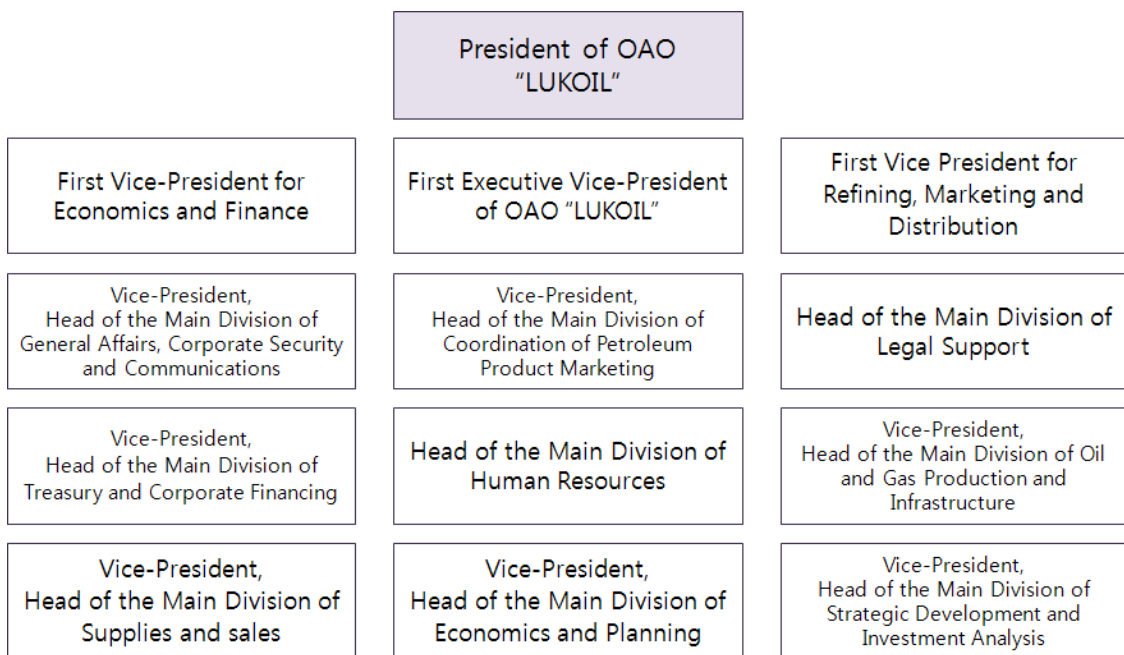 President of OAO
“LUKOIL”
First Vice-President for
Economics and Finance
First Executive Vice-President
of OAO “LUKOIL”
First Vice President for
Refining, Marketing and
Distribution
Vice-President,
Head of the Main Division of
General Affairs, Corporate Security
and Communications
Vice-President,
Head of the Main Division of
Coordination of Petroleum
Product Marketing
Head of the Main Division of
Legal Support
Vice-President,
Head of the Main Division of
Treasury and Corporate Financing
Head of the Main Division of
Human Resources
Vice-President,
Head of the Main Division of Oil
and Gas Production and
Infrastructure
Vice-President,
Head of the Main Division of
Supplies and sales
Vice-President,
Head of the Main Division of
Economics and Planning
Vice-President,
Head of the Main Division of
Strategic Development and
Investment Analysis